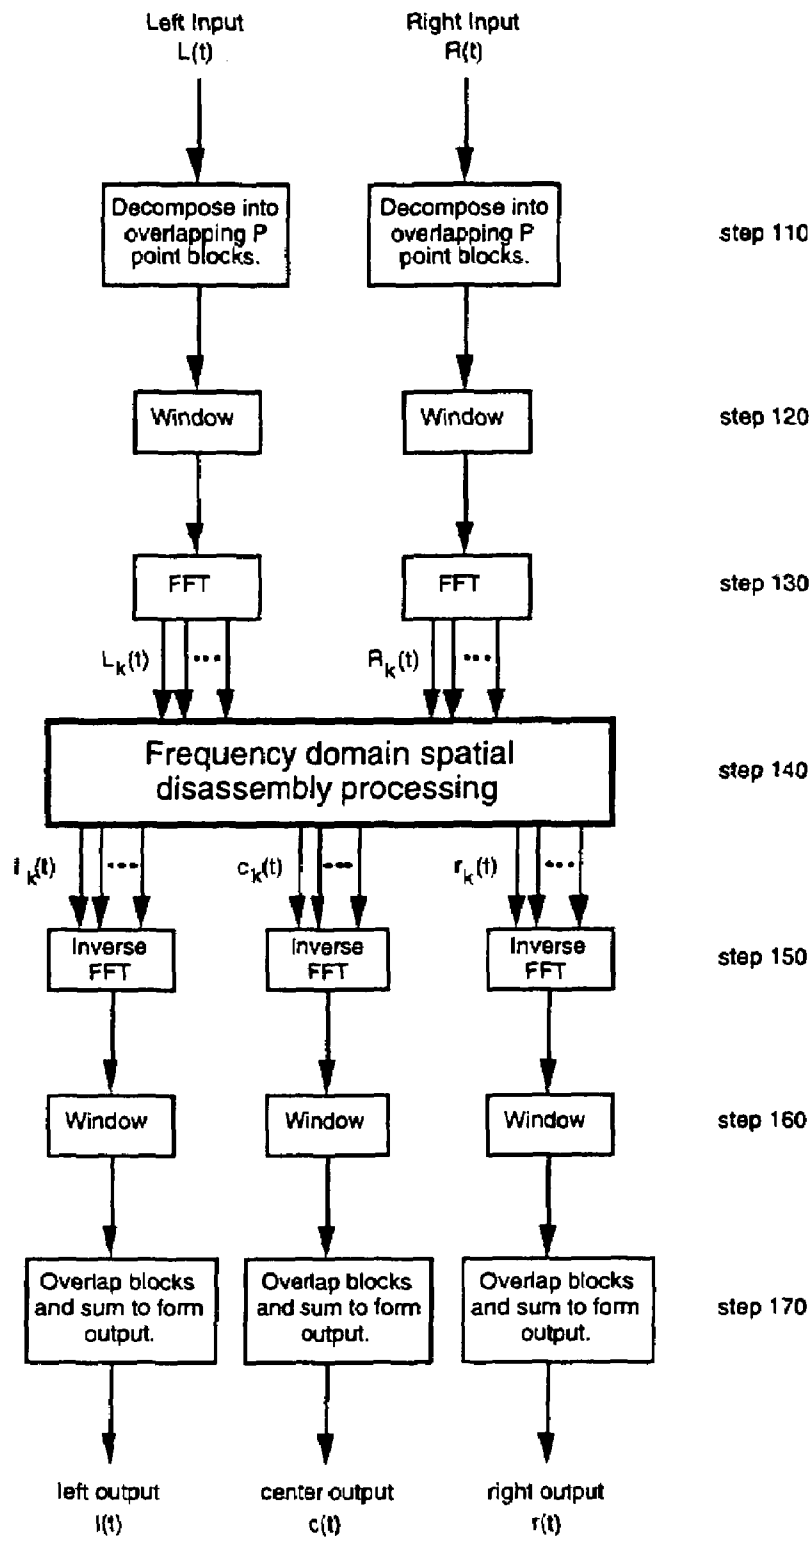 Left Input
L(t)
Right Input
R(t)
Decompose into
overlapping P
point blocks.
Decompose into
overlapping P
point blocks.
step 110
Window
Window
step 120
FFT
FFT
step 130
Lk(t)
...
Rk(t)
...
Frequency domain spatial
disassembly processing
step 140
lk(t)
...
ck(t)
...
rk(t)
...
Inverse
FFT
Inverse
FFT
Inverse
FFT
step 150
Window
Window
Window
step 160
Overlap blocks
and sum to form
output.
Overlap blocks
and sum to form
output.
Overlap blocks
and sum to form
output.
step 170
left output
l(t)
center output
c(t)
right output
r(t)